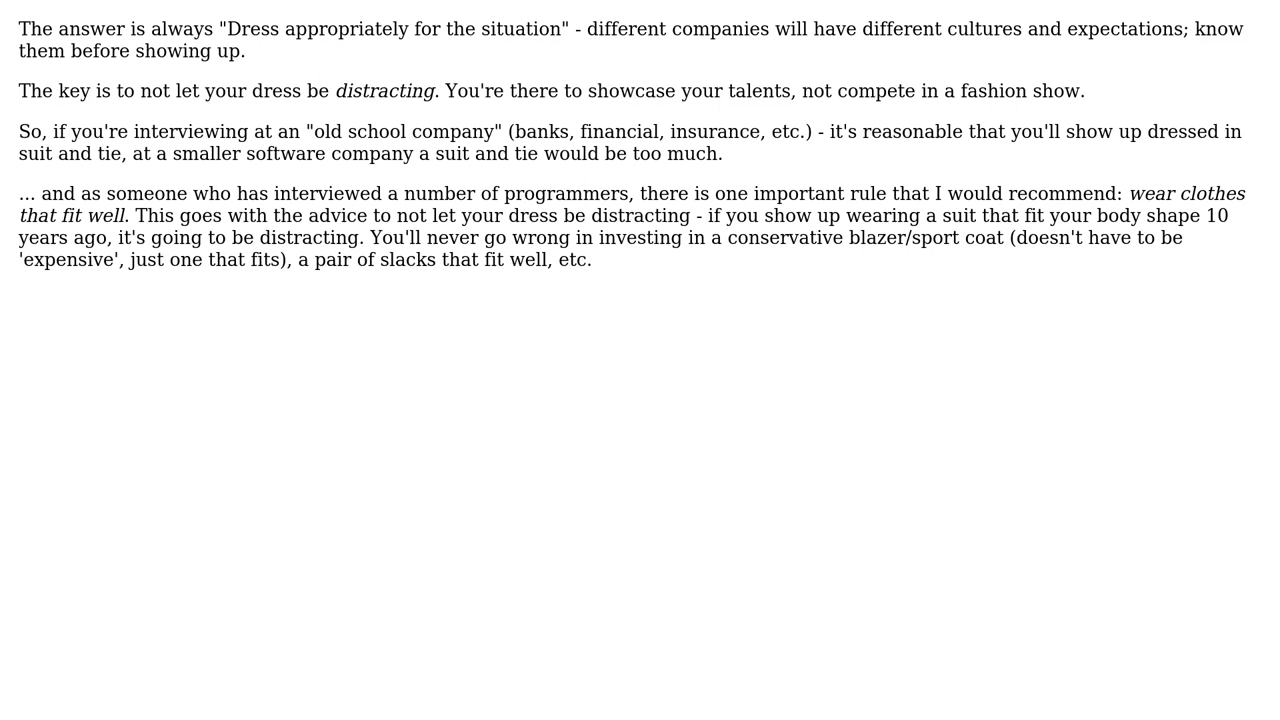 The answer is always "Dress appropriately for the situation" - different companies will have different cultures and expectations; know
them before showing up.
The key is to not let your dress be distracting. You're there to showcase your talents, not compete in a fashion show.
So, if you're interviewing at an "old school company" (banks, financial, insurance, etc.) - it's reasonable that you'll show up dressed in
suit and tie, at a smaller software company a suit and tie would be too much.
... and as someone who has interviewed a number of programmers, there is one important rule that I would recommend: wear clothes
that fit well. This goes with the advice to not let your dress be distracting - if you show up wearing a suit that fit your body shape 10
years ago, it's going to be distracting. You'll never go wrong in investing in a conservative blazer/sport coat (doesn't have to be
'expensive', just one that fits), a pair of slacks that fit well, etc.